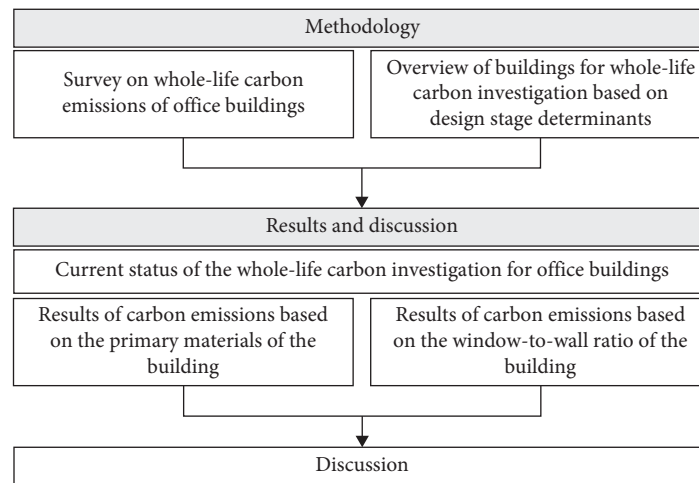 Methodology
Survey on whole-life carbon
emissions of office buildings
Overview of buildings for whole-life
carbon investigation based on
design stage determinants
Results and discussion
Current status of the whole-life carbon investigation for office buildings
Results of carbon emissions based
on the primary materials of the
building
Results of carbon emissions based
on the window-to-wall ratio of the
building
Discussion